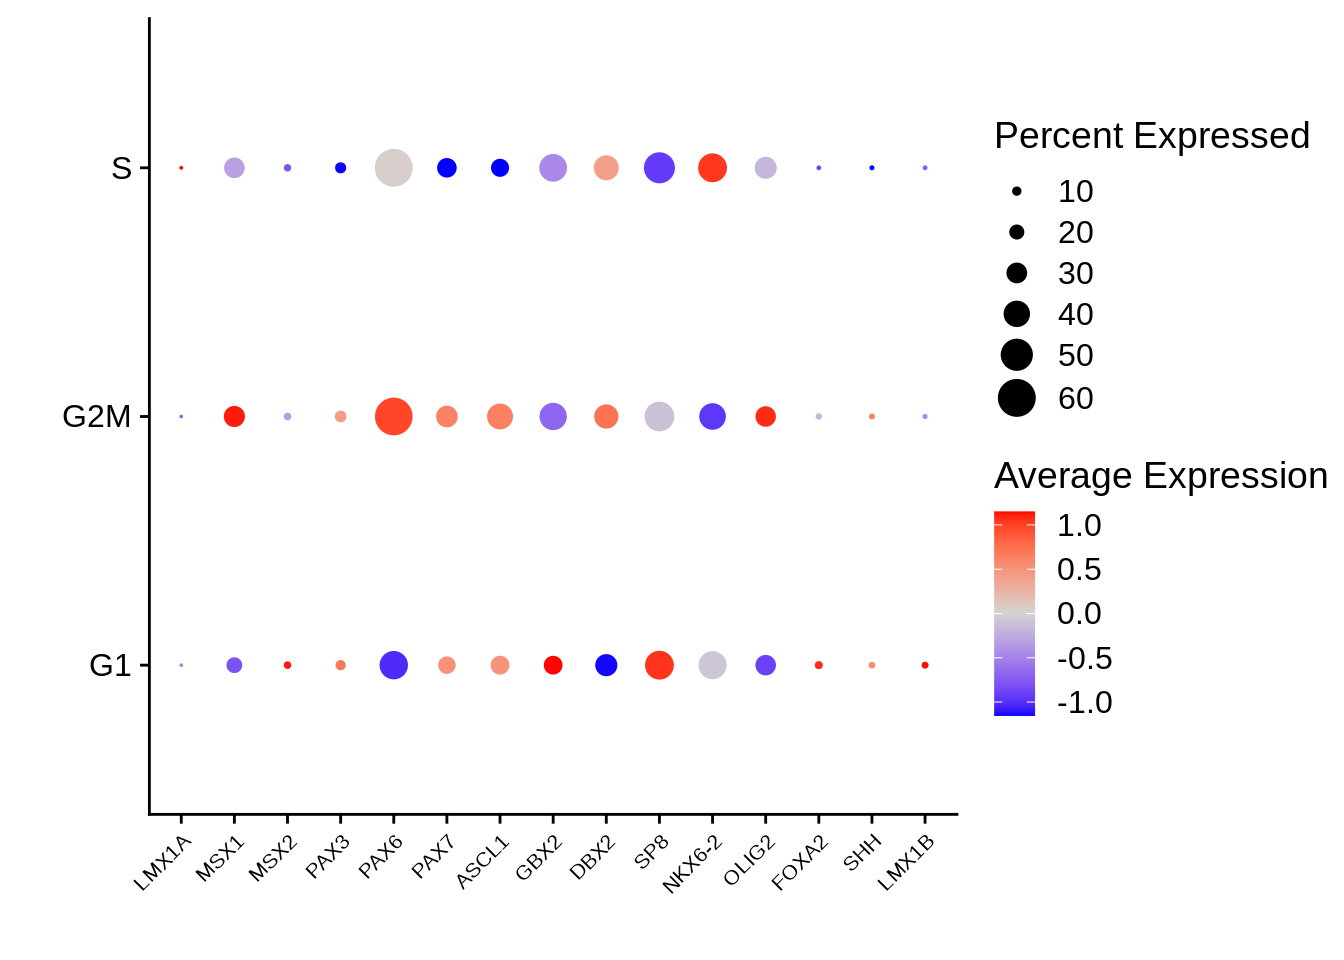 S
G2M
G1
LMX1A
MSX1
MSX2
PAX3
PAX6
PAX7
ASCL1
GBX2
DBX2
SP8
NKX6-2
OLIG2
FOXA2
SHH
LMX1B
Percent Expressed
10
20
30
40
50
60
Average Expression
1.0
0.5
0.0
-0.5
-1.0